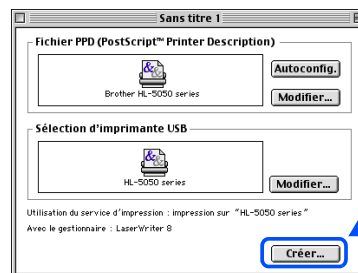 Sans titre 1
Fichier PPD (PostScript™ Printer Description)
Autoconfig.
Brother HL-5050 series
Modifier...
Sélection d'imprimante USB
HL-5050 series
Modifier...
Utilisation du service d'impression : impression sur "HL-5050 series"
Avec le gestionnaire : LaserWriter 8
Créer...